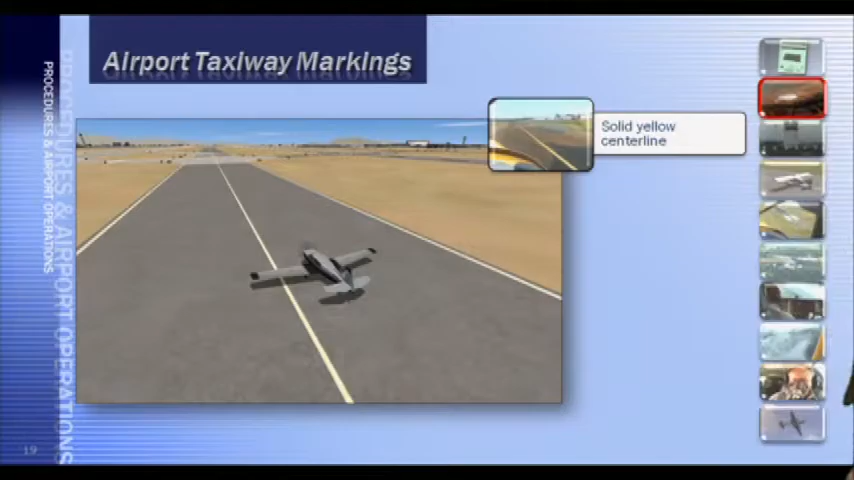 Airport Taxiway Markings
Solid yellow
centerline
PROCEDURES & AIRPORT OPERATIONS
PROCEDURES & AIRPORT OPERATIONS
19